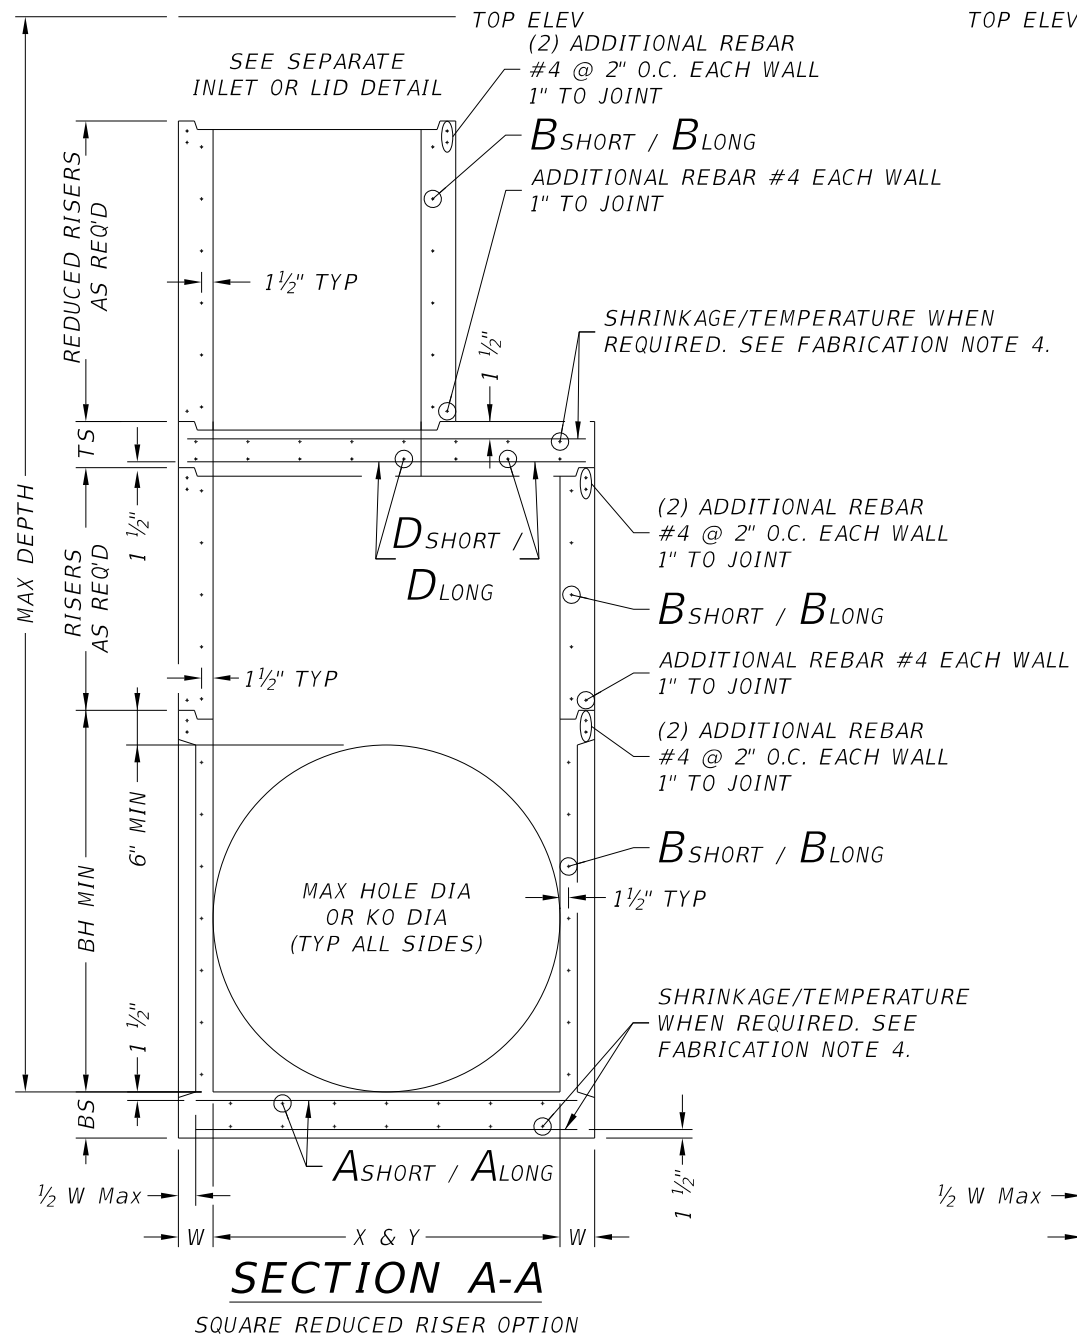 TOP ELEV
TOP ELEV
SEE SEPARATE
INLET OR LID DETAIL
(2) ADDITIONAL REBAR
#4 @ 2" O.C. EACH WALL
1" TO JOINT
BSHORT / BLONG
ADDITIONAL REBAR #4 EACH WALL
1" TO JOINT
REDUCED RISERS
AS REQ'D
1½" TYP
1 ½"
SHRINKAGE/TEMPERATURE WHEN
REQUIRED. SEE FABRICATION NOTE 4.
TS
1 ½"
MAX DEPTH
RISERS
AS REQ'D
DSHORT /
DLONG
(2) ADDITIONAL REBAR
#4 @ 2" O.C. EACH WALL
1" TO JOINT
BSHORT / BLONG
ADDITIONAL REBAR #4 EACH WALL
1" TO JOINT
1½" TYP
(2) ADDITIONAL REBAR
#4 @ 2" O.C. EACH WALL
1" TO JOINT
6" MIN
BH MIN
BSHORT / BLONG
MAX HOLE DIA
OR KO DIA
(TYP ALL SIDES)
1½" TYP
SHRINKAGE/TEMPERATURE
WHEN REQUIRED. SEE
FABRICATION NOTE 4.
1 ½"
BS
ASHORT / ALONG
1 ½"
½ W Max
½ W Max
W
X & Y
W
SECTION A-A
SQUARE REDUCED RISER OPTION